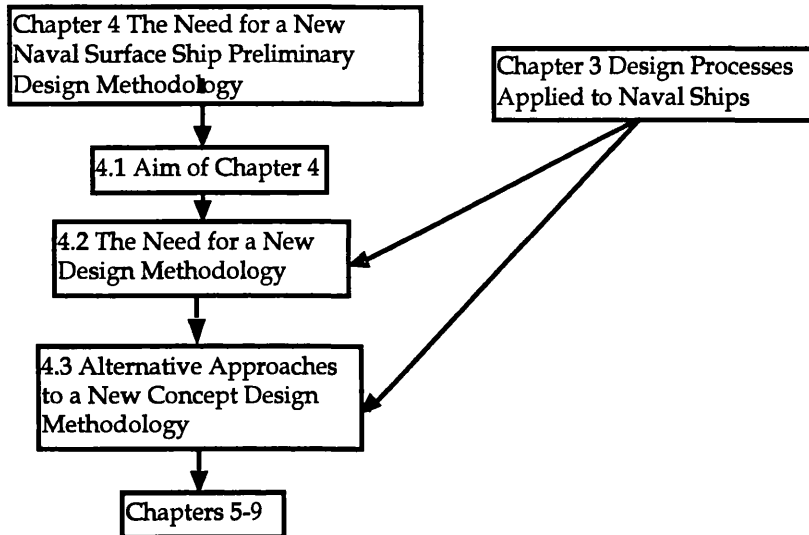 Chapter 4 The Need for a New
Naval Surface Ship Preliminary
Design Methodology
Chapter 3 Design Processes
Applied to Naval Ships
4.1 Aim of Chapter 4
4.2 The Need for a New
Design Methodology
4.3 Alternative Approaches
to a New Concept Design
Methodology
Chapters 5-9